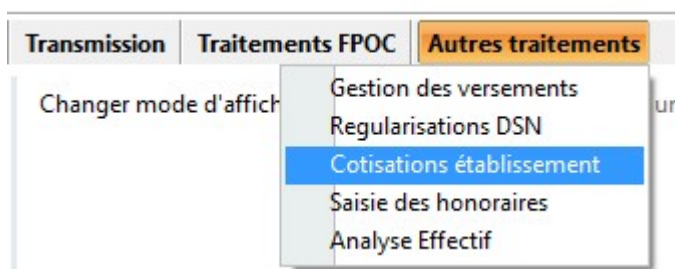 Transmission Traitements FPOC Autres traitements
Gestion des versements
Changer mode d'affich
Regularisations DSN
Cotisations établissement
Saisie des honoraires
Analyse Effectif